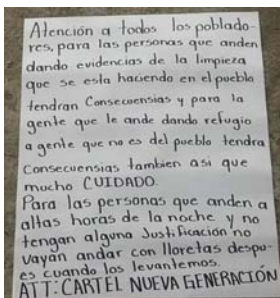 Atención a todos los poblado-
res, para las personas que anden
dando evidencias de la limpieza
que se esta haciendo en el pueblo
tendran Consecuensias y para la
gente que le ande dando refugio
a gente que no es del pueblo tendra
Consecuensias tambien asi que
mucho CUIDADO.
Para las personas que anden a
altas horas de la noche y no
tengan alguna Justificación no
vayan andar con lloretas despu-
es cuando los levantemos.
ATT: CARTEL NUEVA GENERACIÓN